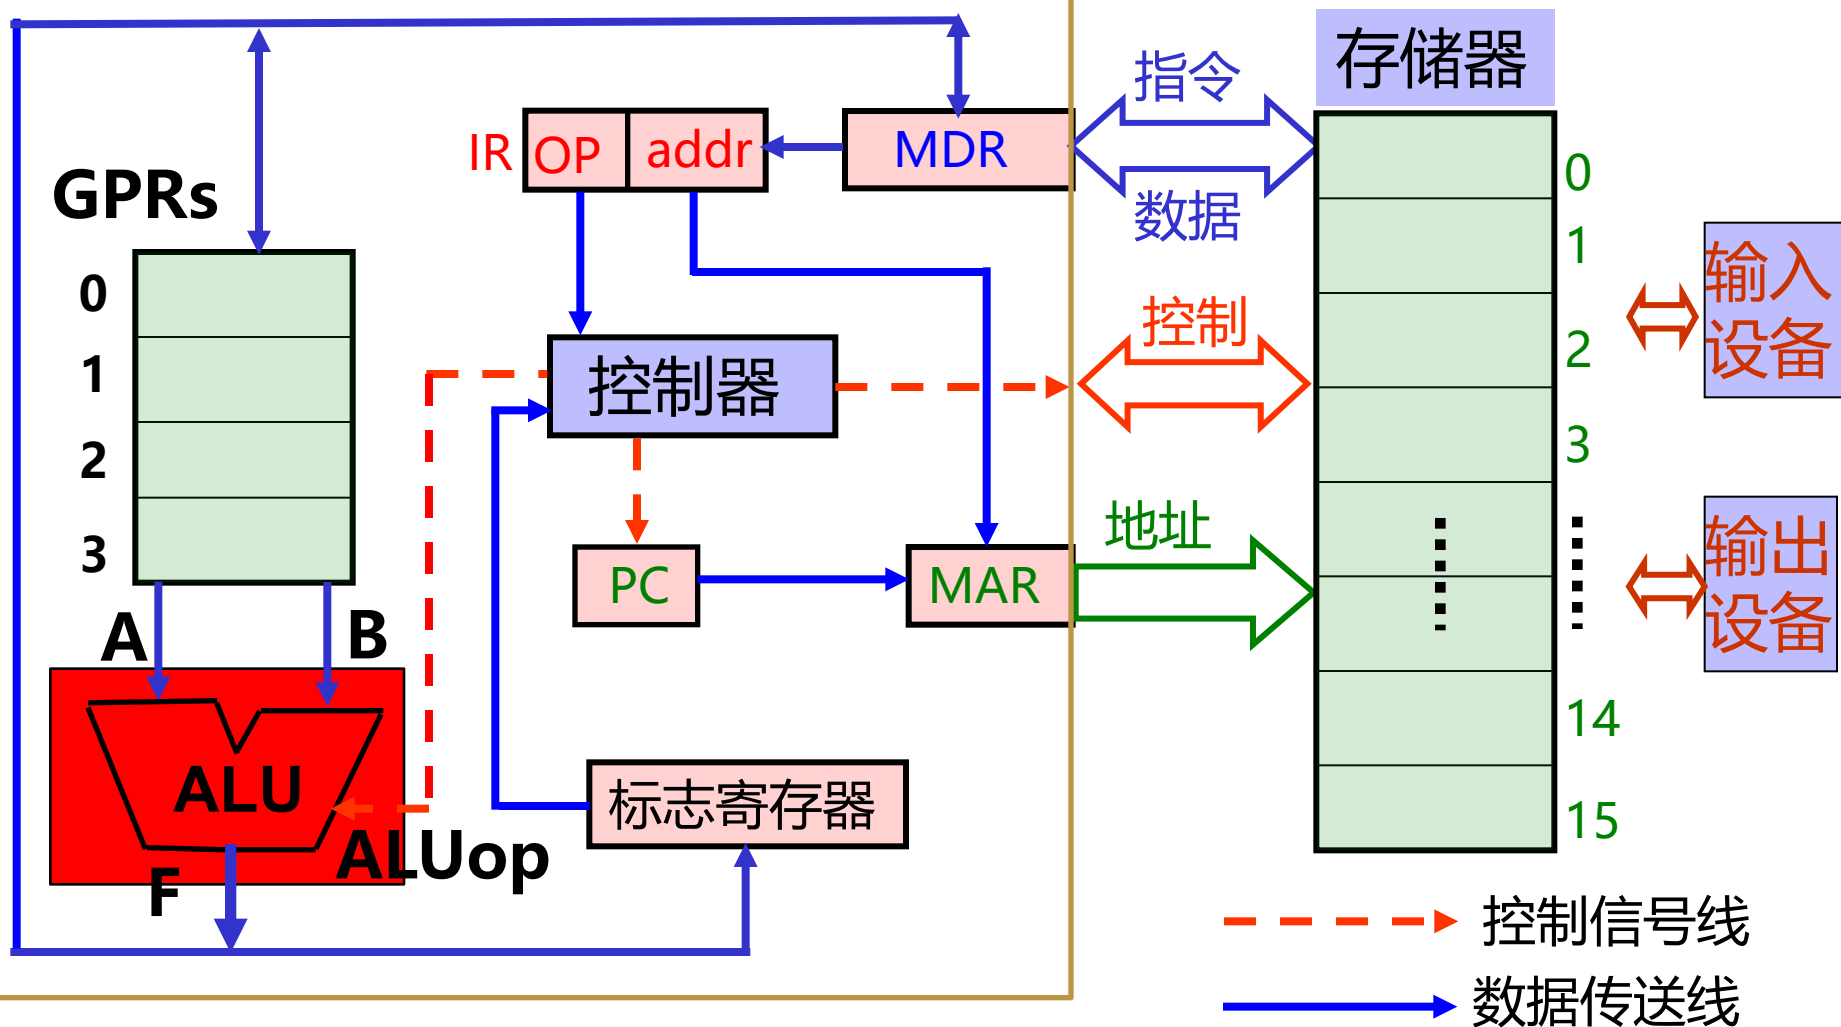 存储器
指令
IR OP addr
MDR
数据
GPRs
0
1
2
3
0
1
2
3
14
15
输入
设备
控制
控制器
地址
输出
设备
PC
MAR
A
B
ALU
标志寄存器
ALUop
F
控制信号线
数据传送线